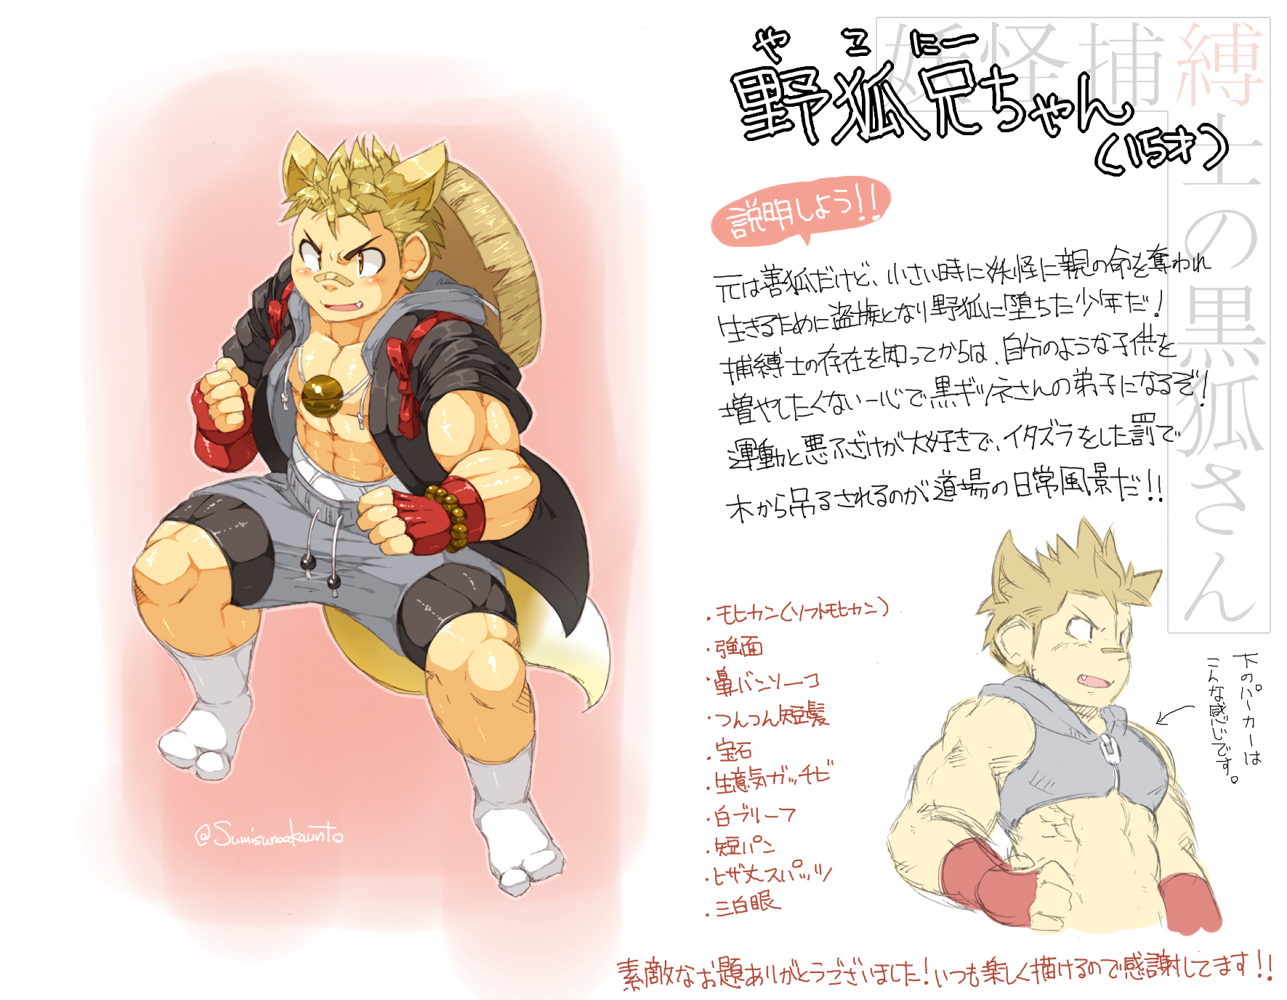 妖怪捕縛士の黒狐さん
やこにー
野狐兄ちゃん
(15才)
説明しよう!!
元は善狐だけど、小さい時に妖怪に親の命を奪われ
生きるために盗賊となり野狐に堕ちた少年だ!
捕縛士の存在を知ってからは、自分のような子供を
増やしたくない一心で黒ギツネさんの弟子になるぞ!
運動と悪ふざけが大好きで、イタズラをした罰で
木から吊るされるのが道場の日常風景だ!!
・モヒカン(ソフトモヒカン)
・強面
・鼻バンソーコ
・つんつん短髪
・宝石
・生意気ガッチビ
・白ブリーフ
・短パン
・ヒザ丈スパッツ
・三白眼
下のパーカーは
こんな感じです。
@Sumisunoakaunto
素敵なお題ありがとうございました!いつも楽しく描けるので感謝してます!!